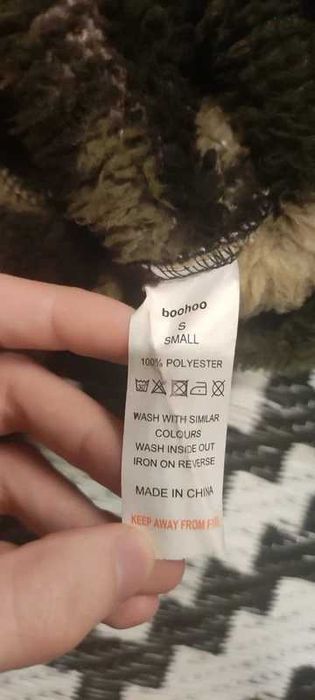 boohoo
S
SMALL
100% POLYESTER
WASH WITH SIMILAR
COLOURS
WASH INSIDE OUT
IRON ON REVERSE
MADE IN CHINA
KEEP AWAY FROM FIRE